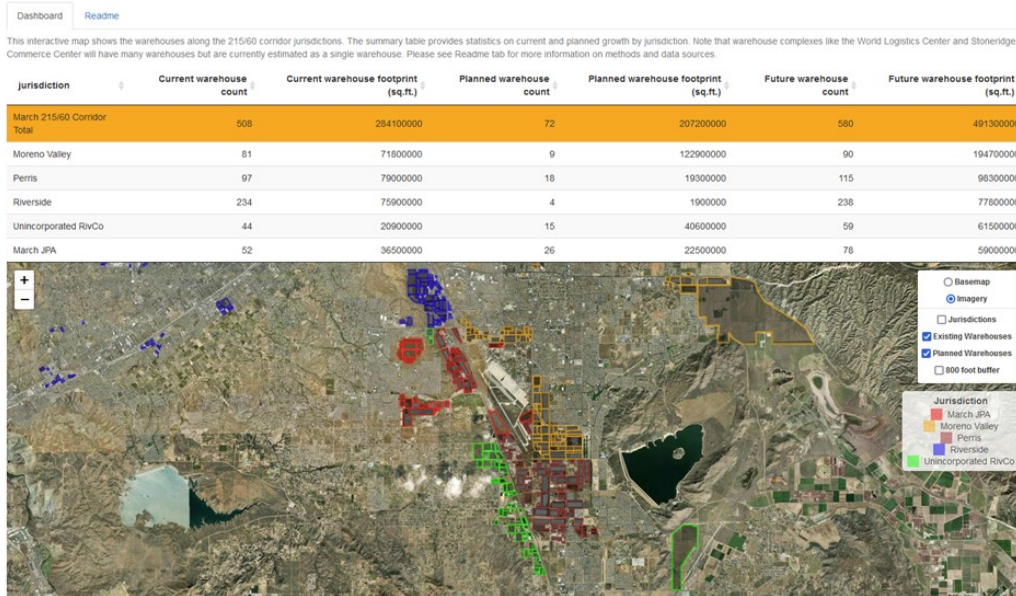 Dashboard Readme
This interactive map shows the warehouses along the 215/60 corridor jurisdictions. The summary table provides statistics on current and planned growth by jurisdiction. Note that warehouse complexes like the World Logistics Center and Stoneridge
Commerce Center will have many warehouses but are currently estimated as a single warehouse. Please see Readme tab for more information on methods and data sources.
jurisdiction Current warehouse count Current warehouse footprint (sq.ft.) Planned warehouse count Planned warehouse footprint (sq.ft.) Future warehouse count Future warehouse footprint (sq.ft.)
March 215/60 Corridor Total 508 284100000 72 207200000 580 491300000
Moreno Valley 81 71800000 9 122900000 90 194700000
Perris 97 79000000 18 19300000 115 98300000
Riverside 234 75900000 4 1900000 238 77800000
Unincorporated RivCo 44 20900000 15 40600000 59 61500000
March JPA 52 36500000 26 22500000 78 59000000
+
−
Basemap
Imagery
Jurisdictions
Existing Warehouses
Planned Warehouses
800 foot buffer
Jurisdiction
March JPA
Moreno Valley
Perris
Riverside
Unincorporated RivCo